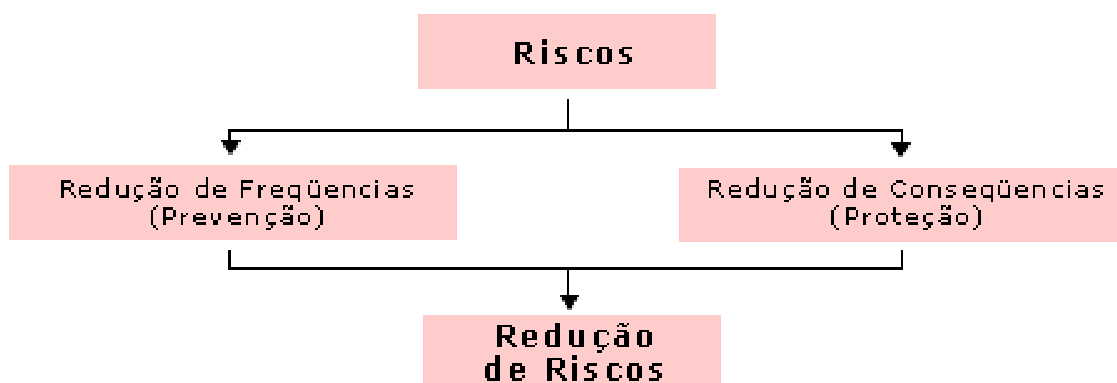 Riscos
Redução de Freqüencias
(Prevenção)
Redução de Conseqüencias
(Proteção)
Redução
de Riscos